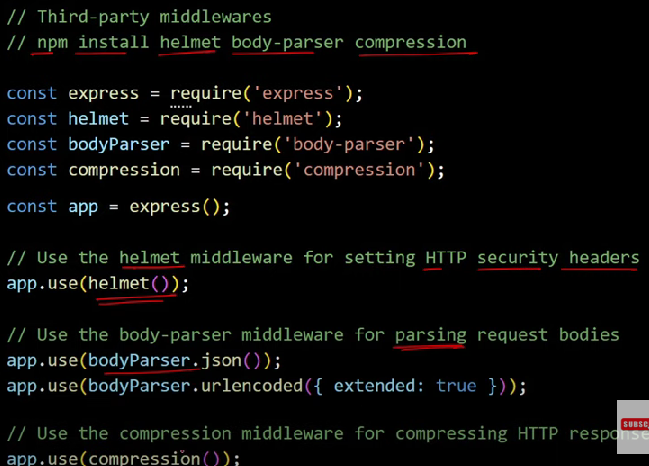 // Third-party middlewares
// npm install helmet body-parser compression
const express = require('express');
const helmet = require('helmet');
const bodyParser = require('body-parser');
const compression = require('compression');
const app = express();
// Use the helmet middleware for setting HTTP security headers
app.use(helmet());
// Use the body-parser middleware for parsing request bodies
app.use(bodyParser.json());
app.use(bodyParser.urlencoded({ extended: true }));
SUBSC
// Use the compression middleware for compressing HTTP response
app.use(compression());